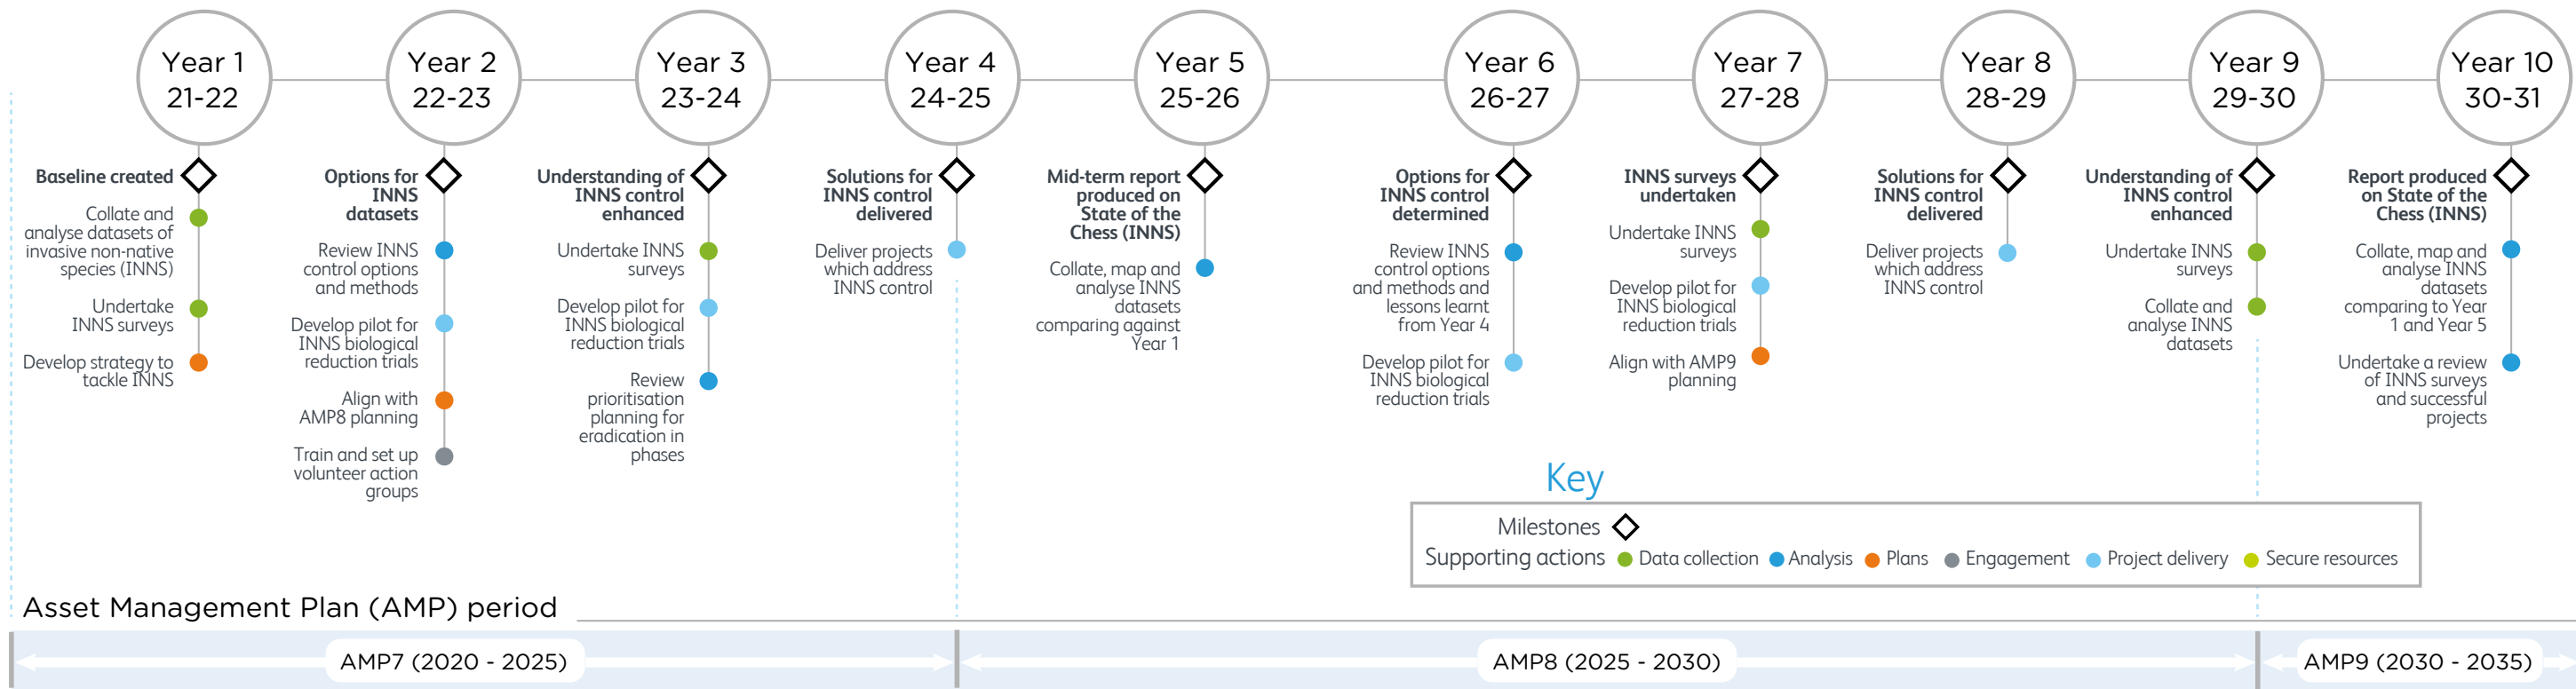 Year 1
21-22
Year 2
22-23
Year 3
23-24
Year 4
24-25
Year 5
25-26
Year 6
26-27
Year 7
27-28
Year 8
28-29
Year 9
29-30
Year 10
30-31
Baseline created
Collate and
analyse datasets of
invasive non-native
species (INNS)
Undertake
INNS surveys
Develop strategy to
tackle INNS
Options for
INNS
datasets
Review INNS
control options
and methods
Develop pilot for
INNS biological
reduction trials
Align with
AMP8 planning
Train and set up
volunteer action
groups
Understanding of
INNS control
enhanced
Undertake INNS
surveys
Develop pilot for
INNS biological
reduction trials
Review
prioritisation
planning for
eradication in
phases
Solutions for
INNS control
delivered
Deliver projects
which address
INNS control
Mid-term report
produced on
State of the
Chess (INNS)
Collate, map and
analyse INNS
datasets
comparing against
Year 1
Options for
INNS control
determined
Review INNS
control options
and methods and
lessons learnt
from Year 4
Develop pilot for
INNS biological
reduction trials
INNS surveys
undertaken
Undertake INNS
surveys
Develop pilot for
INNS biological
reduction trials
Align with AMP9
planning
Solutions for
INNS control
delivered
Deliver projects
which address
INNS control
Understanding of
INNS control
enhanced
Undertake INNS
surveys
Collate and
analyse INNS
datasets
Report produced
on State of the
Chess (INNS)
Collate, map and
analyse INNS
datasets
comparing to Year
1 and Year 5
Undertake a review
of INNS surveys
and successful
projects
Key
Milestones
Supporting actions Data collection Analysis Plans Engagement Project delivery Secure resources
Asset Management Plan (AMP) period
AMP7 (2020 - 2025)
AMP8 (2025 - 2030)
AMP9 (2030 - 2035)